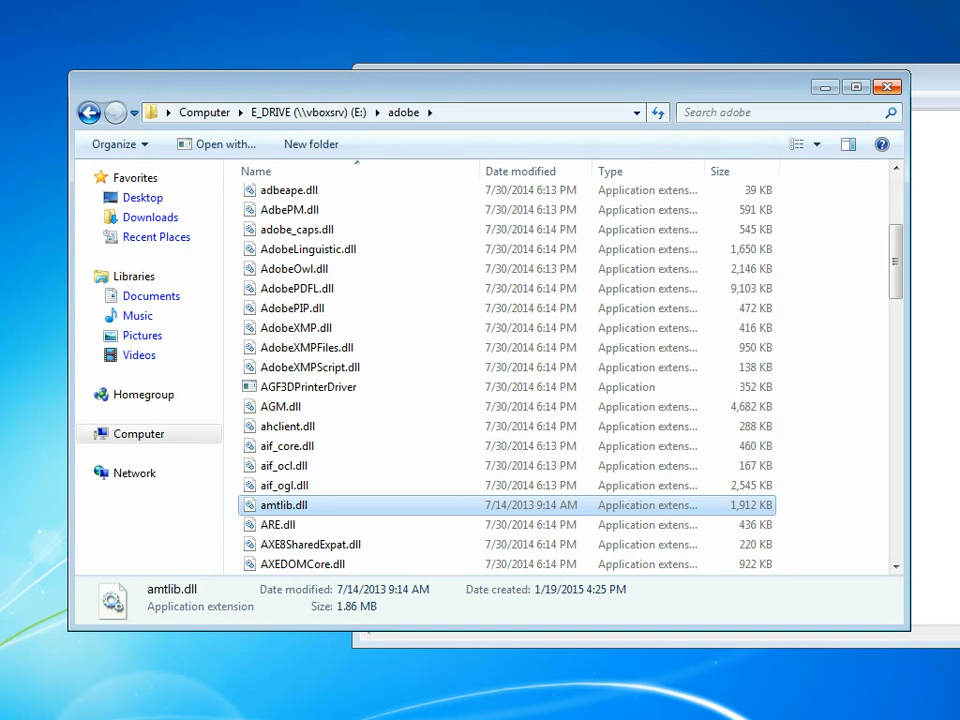 Computer E_DRIVE (\\vboxsrv) (E:) adobe Search adobe
Organize Open with... New folder
Name Date modified Type Size
Favorites
Desktop
Downloads
Recent Places
Libraries
Documents
Music
Pictures
Videos
Homegroup
Computer
Network
adbeape.dll 7/30/2014 6:13 PM Application extens... 39 KB
AdbePM.dll 7/30/2014 6:13 PM Application extens... 591 KB
adobe_caps.dll 7/30/2014 6:13 PM Application extens... 545 KB
AdobeLinguistic.dll 7/30/2014 6:13 PM Application extens... 1,650 KB
AdobeOwl.dll 7/30/2014 6:13 PM Application extens... 2,146 KB
AdobePDFL.dll 7/30/2014 6:14 PM Application extens... 9,103 KB
AdobePIP.dll 7/30/2014 6:14 PM Application extens... 472 KB
AdobeXMP.dll 7/30/2014 6:14 PM Application extens... 416 KB
AdobeXMPFiles.dll 7/30/2014 6:14 PM Application extens... 950 KB
AdobeXMPScript.dll 7/30/2014 6:14 PM Application extens... 138 KB
AGF3DPrinterDriver 7/30/2014 6:14 PM Application 352 KB
AGM.dll 7/30/2014 6:14 PM Application extens... 4,682 KB
ahclient.dll 7/30/2014 6:14 PM Application extens... 288 KB
aif_core.dll 7/30/2014 6:13 PM Application extens... 460 KB
aif_ocl.dll 7/30/2014 6:13 PM Application extens... 167 KB
aif_ogl.dll 7/30/2014 6:13 PM Application extens... 2,545 KB
amtlib.dll 7/14/2013 9:14 AM Application extens... 1,912 KB
ARE.dll 7/30/2014 6:14 PM Application extens... 436 KB
AXE8SharedExpat.dll 7/30/2014 6:14 PM Application extens... 220 KB
AXEDOMCore.dll 7/30/2014 6:14 PM Application extens... 922 KB
amtlib.dll Date modified: 7/14/2013 9:14 AM Date created: 1/19/2015 4:25 PM
Application extension Size: 1.86 MB